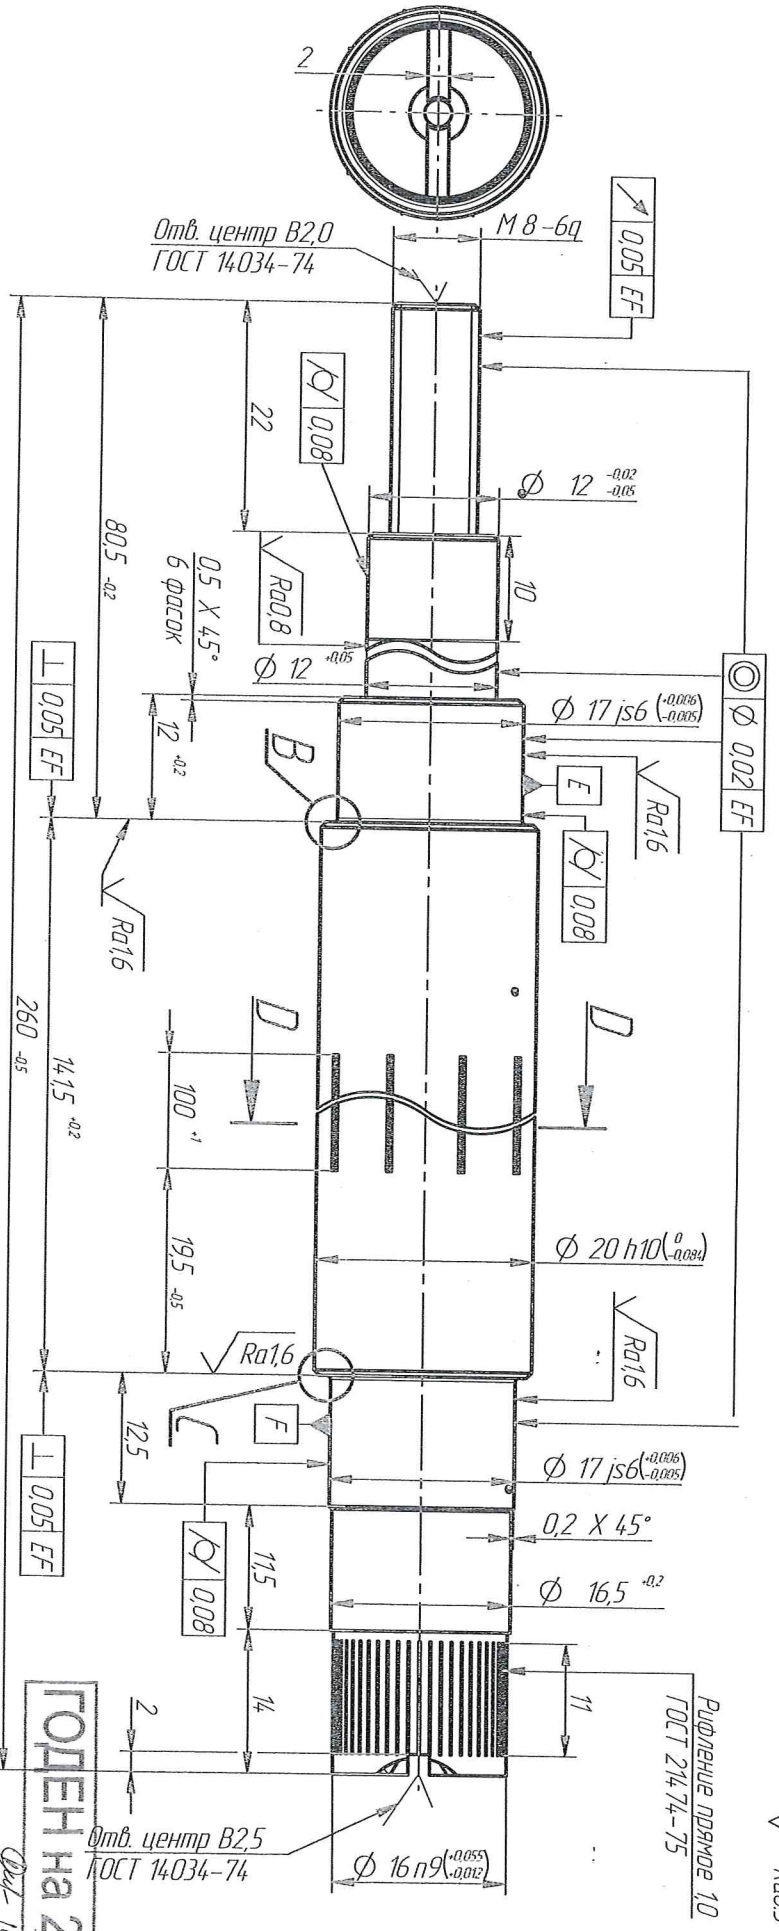 2
M 8-6g
0,05 EF
Отв. центр B2,0
ГОСТ 14034-74
22
0,08
Ø 12 -0,02 -0,05
Ra0,8
10
80,5 -0,2
0,5 X 45°
6 фасок
Ø 12 +0,05
12 +0,2
Ø 17 js6 (+0,006 -0,005)
Ø 0,02 EF
⊥ 0,05 EF
B
E
Ra1,6
0,08
Ra1,6
260 -0,5
141,5 +0,2
D
D
100 +1
19,5 -0,5
Ø 20 h10(0 -0,084)
Ra1,6
Ra1,6
C
F
⊥ 0,05 EF
12,5
Ø 17 js6(+0,006 -0,005)
0,08
0,2 X 45°
11,5
Ø 16,5 +0,2
14
11
2
Рифление прямое 1,0
ГОСТ 21474-75
Отв. центр B2,5
ГОСТ 14034-74
Ø 16 n9(+0,055 +0,012)
ГОДЕН на 2